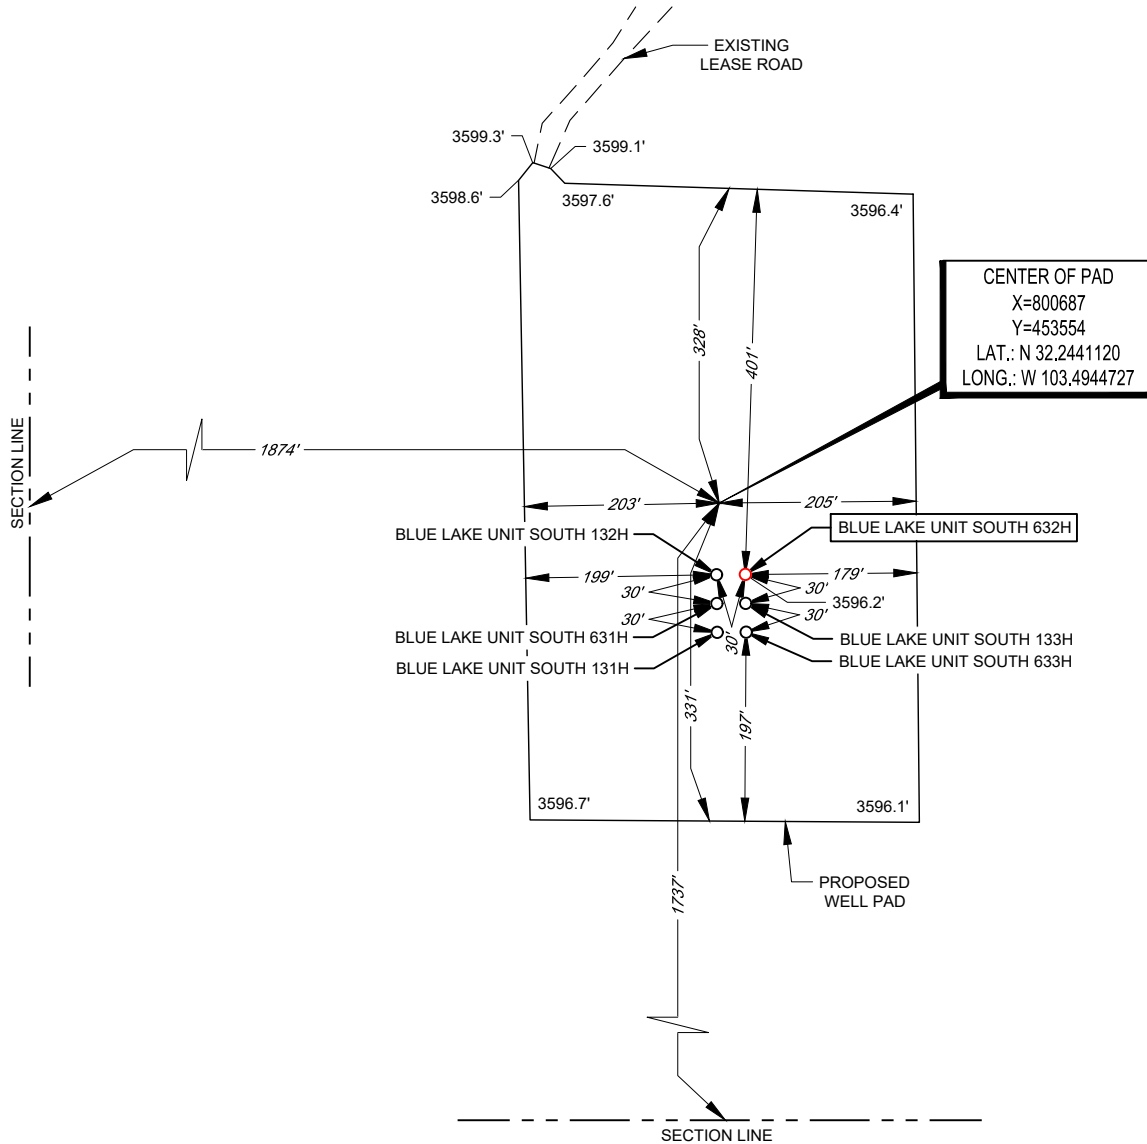 EXISTING
LEASE ROAD
3599.3'
3599.1'
3598.6'
3597.6'
3596.4'
CENTER OF PAD
X=800687
Y=453554
LAT.: N 32.2441120
LONG.: W 103.4944727
328'
401'
SECTION LINE
1874'
203'
205'
BLUE LAKE UNIT SOUTH 132H
BLUE LAKE UNIT SOUTH 632H
199'
179'
30'
30'
3596.2'
30'
30'
BLUE LAKE UNIT SOUTH 631H
30'
BLUE LAKE UNIT SOUTH 133H
BLUE LAKE UNIT SOUTH 131H
BLUE LAKE UNIT SOUTH 633H
331'
197'
3596.7'
3596.1'
1737'
PROPOSED
WELL PAD
SECTION LINE